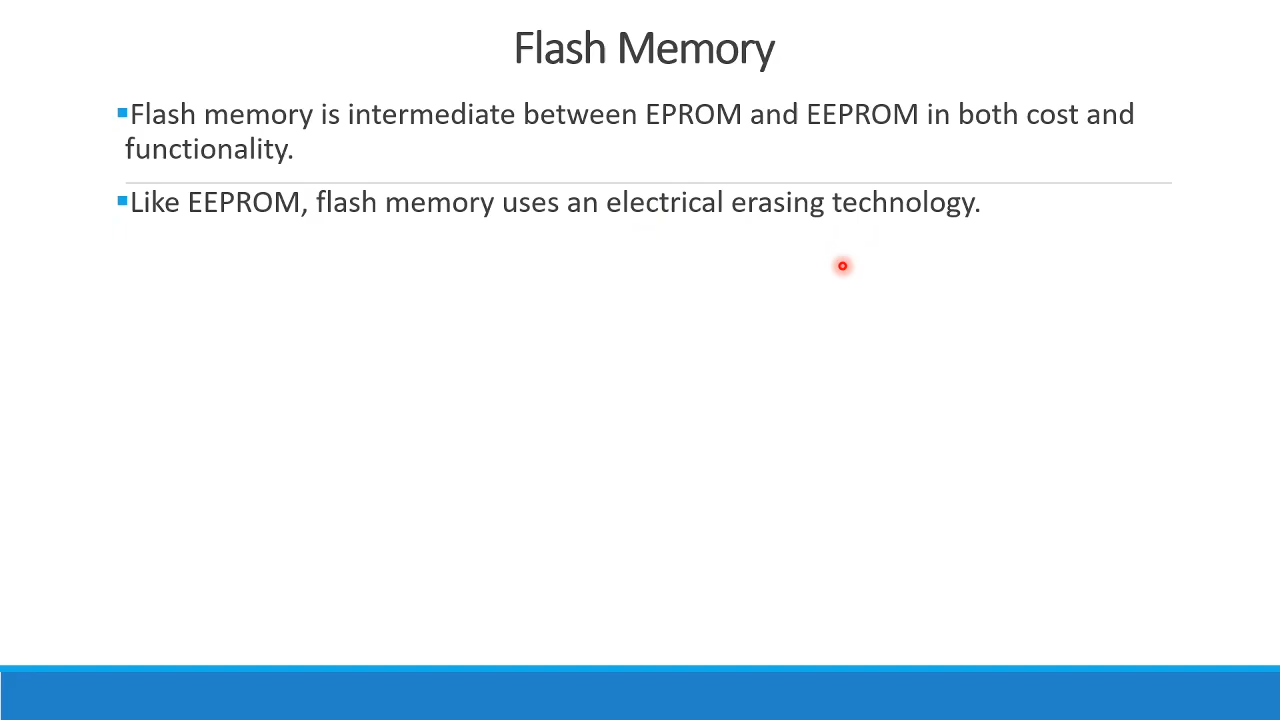 Flash Memory
▪Flash memory is intermediate between EPROM and EEPROM in both cost and
functionality.
▪Like EEPROM, flash memory uses an electrical erasing technology.